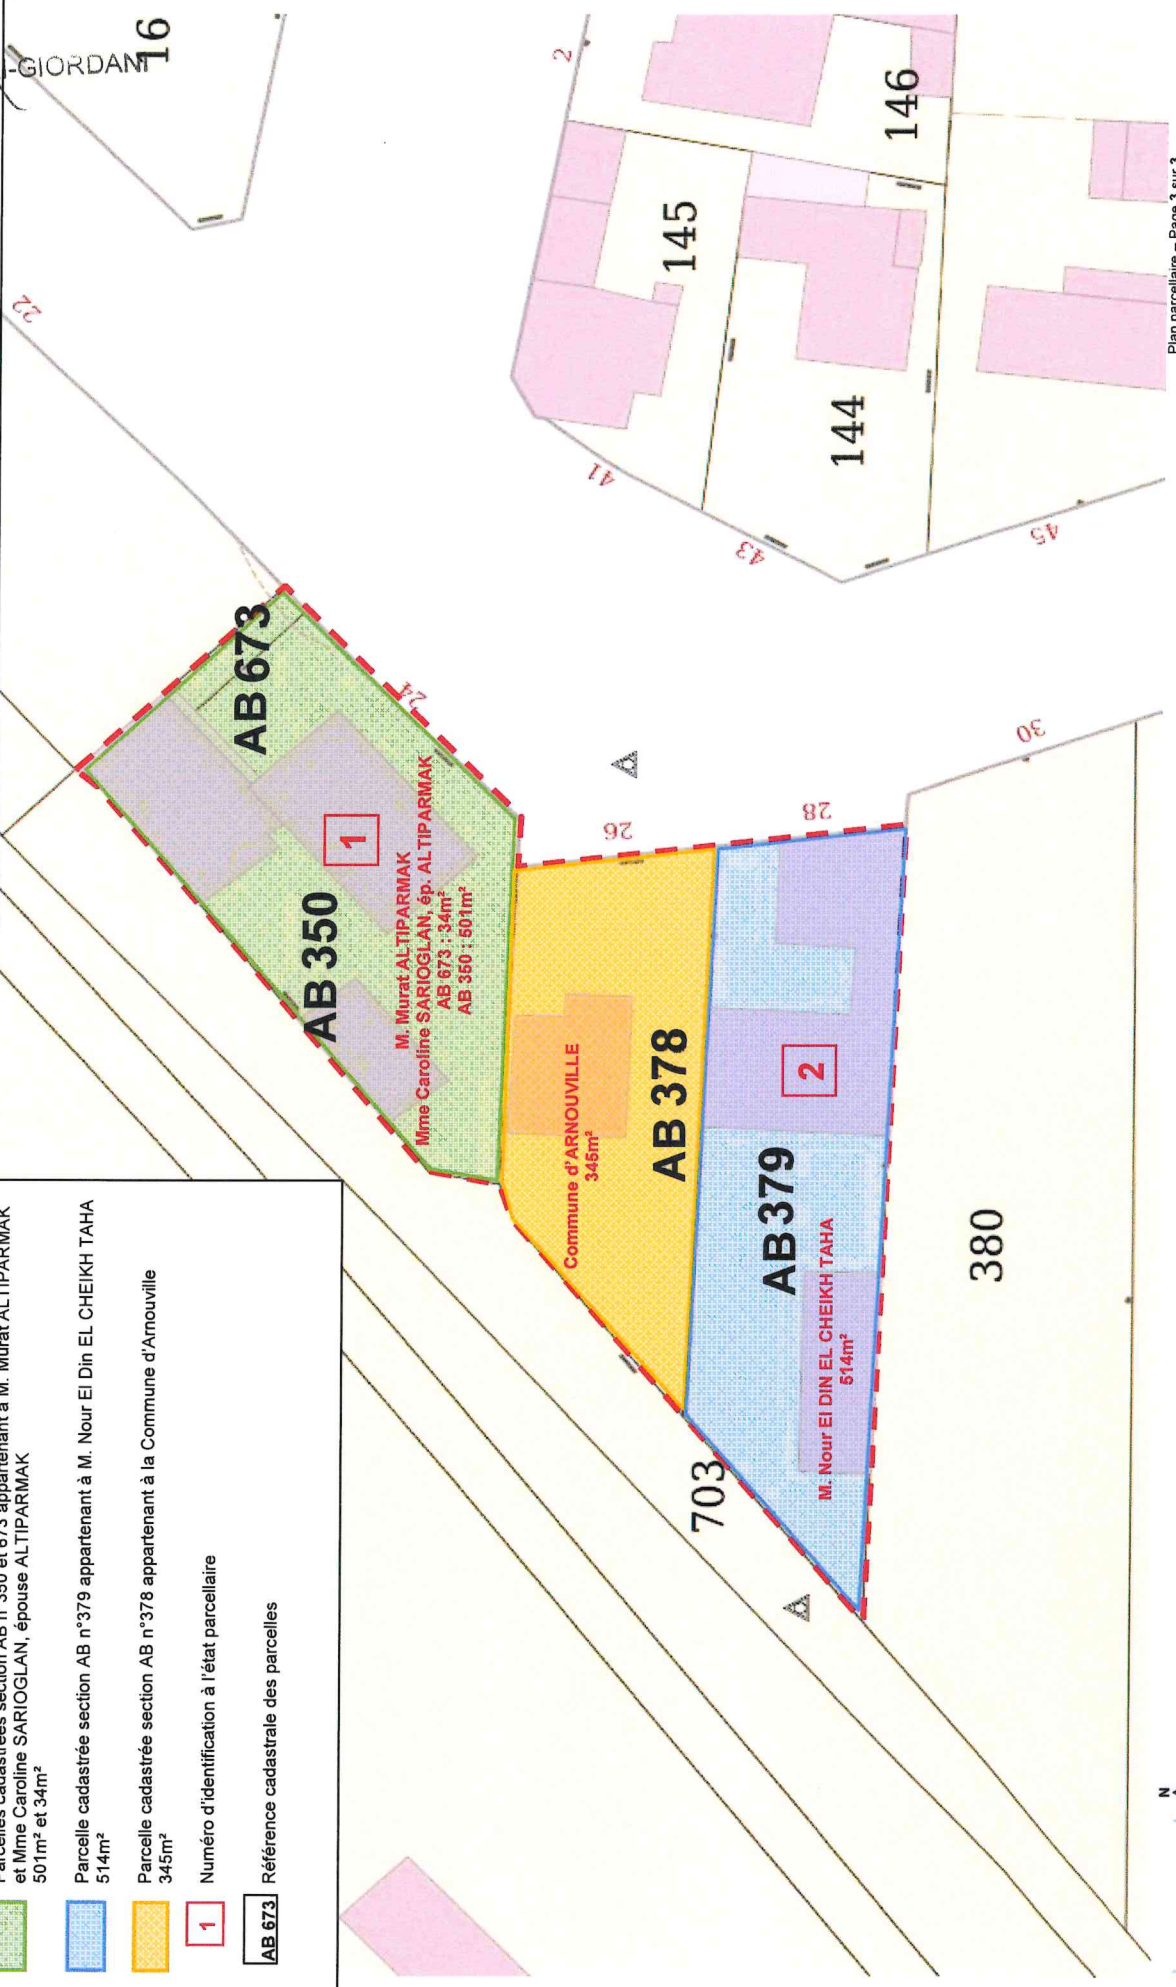 Parcelles cadastrées section AB n°350 et 673 appartenant à M. Murat ALTIPARMAK
et Mme Caroline SARIOGLAN, épouse ALTIPARMAK
501m² et 34m²
Parcelle cadastrée section AB n°379 appartenant à M. Nour El Din EL CHEIKH TAHA
514m²
Parcelle cadastrée section AB n°378 appartenant à la Commune d'Arnouville
345m²
1
Numéro d'identification à l'état parcellaire
AB 673
Référence cadastrale des parcelles
-GIORDANI
16
22
2
AB 673
AB 350
1
24
M. Murat ALTIPARMAK
Mme Caroline SARIOGLAN, ép. ALTIPARMAK
AB 673 : 34m²
AB 350 : 501m²
26
Commune d'ARNOUVILLE
345m²
AB 378
28
2
AB 379
M. Nour El DIN EL CHEIKH TAHA
514m²
703
380
30
41
43
45
144
145
146
N
Plan parcellaire – Page 3 sur 3